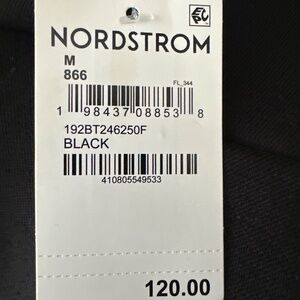 NORDSTROM
M
866
FL_344
1 98437 08853 8
192BT246250F
BLACK
410805549533
120.00